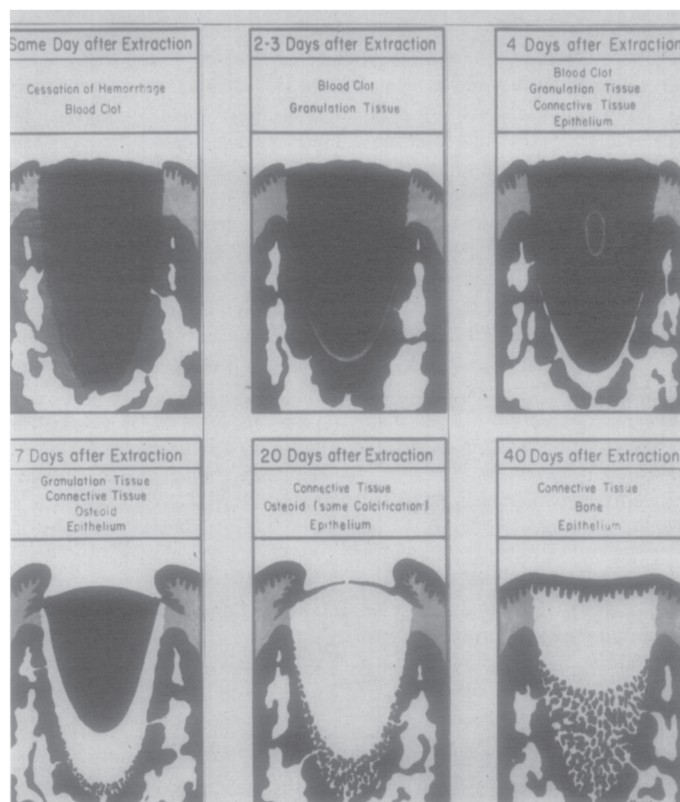 Same Day after Extraction
Cessation of Hemorrhage
Blood Clot
2-3 Days after Extraction
Blood Clot
Granulation Tissue
4 Days after Extraction
Blood Clot
Granulation Tissue
Connective Tissue
Epithelium
7 Days after Extraction
Granulation Tissue
Connective Tissue
Osteoid
Epithelium
20 Days after Extraction
Connective Tissue
Osteoid (some Calcification)
Epithelium
40 Days after Extraction
Connective Tissue
Bone
Epithelium